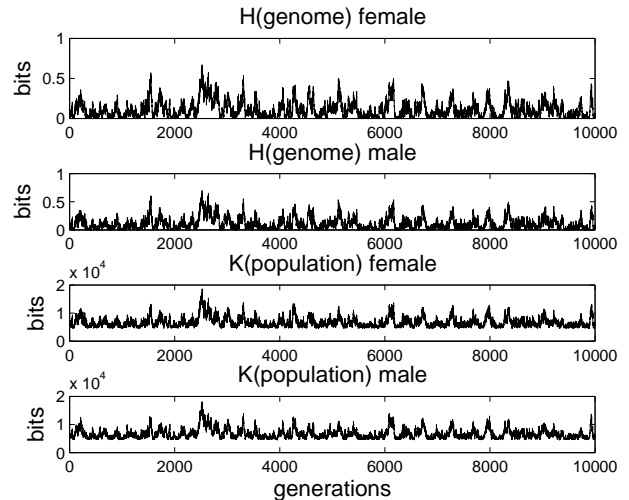 H(genome) female
1
0.5
0
bits
0 2000 4000 6000 8000 10000
H(genome) male
1
0.5
0
bits
0 2000 4000 6000 8000 10000
x 10^4
K(population) female
2
1
0
bits
0 2000 4000 6000 8000 10000
x 10^4
K(population) male
2
1
0
bits
0 2000 4000 6000 8000 10000
generations